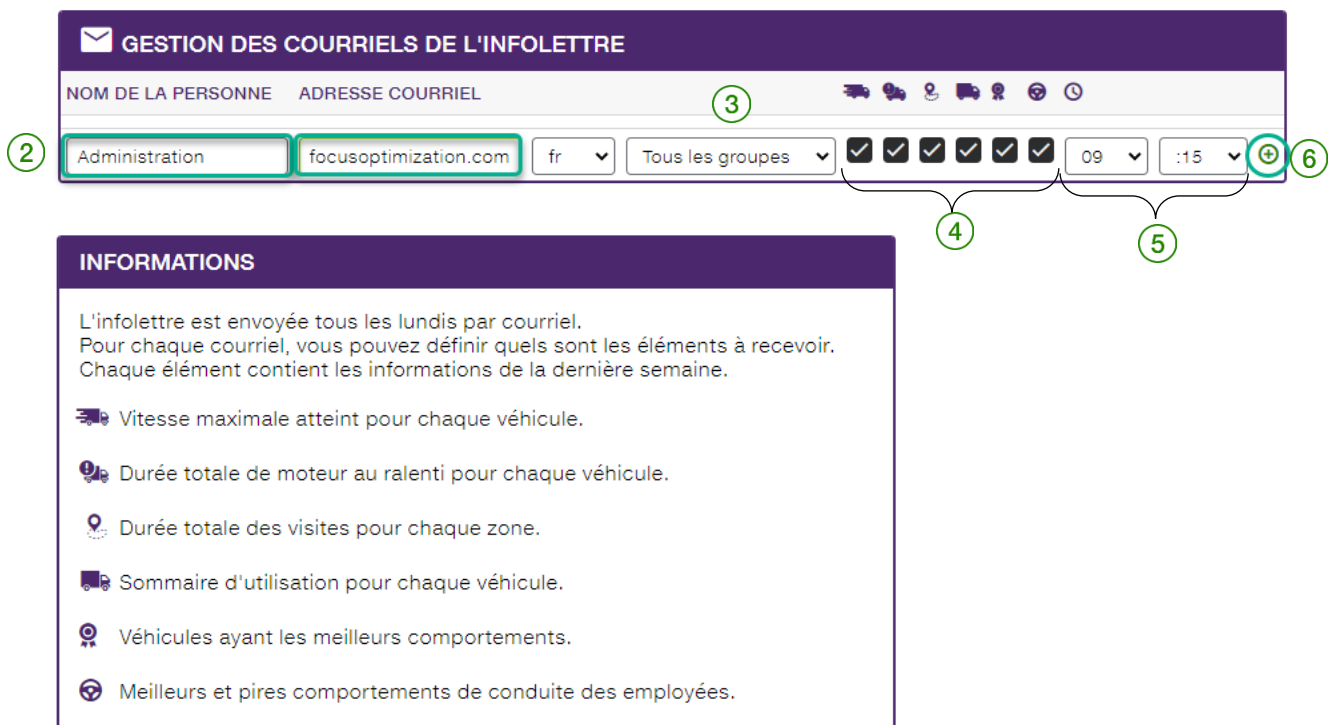 GESTION DES COURRIELS DE L'INFOLETTRE
NOM DE LA PERSONNE ADRESSE COURRIEL
3
2 Administration focusoptimization.com fr Tous les groupes 09 :15 6
4 5
INFORMATIONS
L'infolettre est envoyée tous les lundis par courriel.
Pour chaque courriel, vous pouvez définir quels sont les éléments à recevoir.
Chaque élément contient les informations de la dernière semaine.
Vitesse maximale atteint pour chaque véhicule.
Durée totale de moteur au ralenti pour chaque véhicule.
Durée totale des visites pour chaque zone.
Sommaire d'utilisation pour chaque véhicule.
Véhicules ayant les meilleurs comportements.
Meilleurs et pires comportements de conduite des employées.